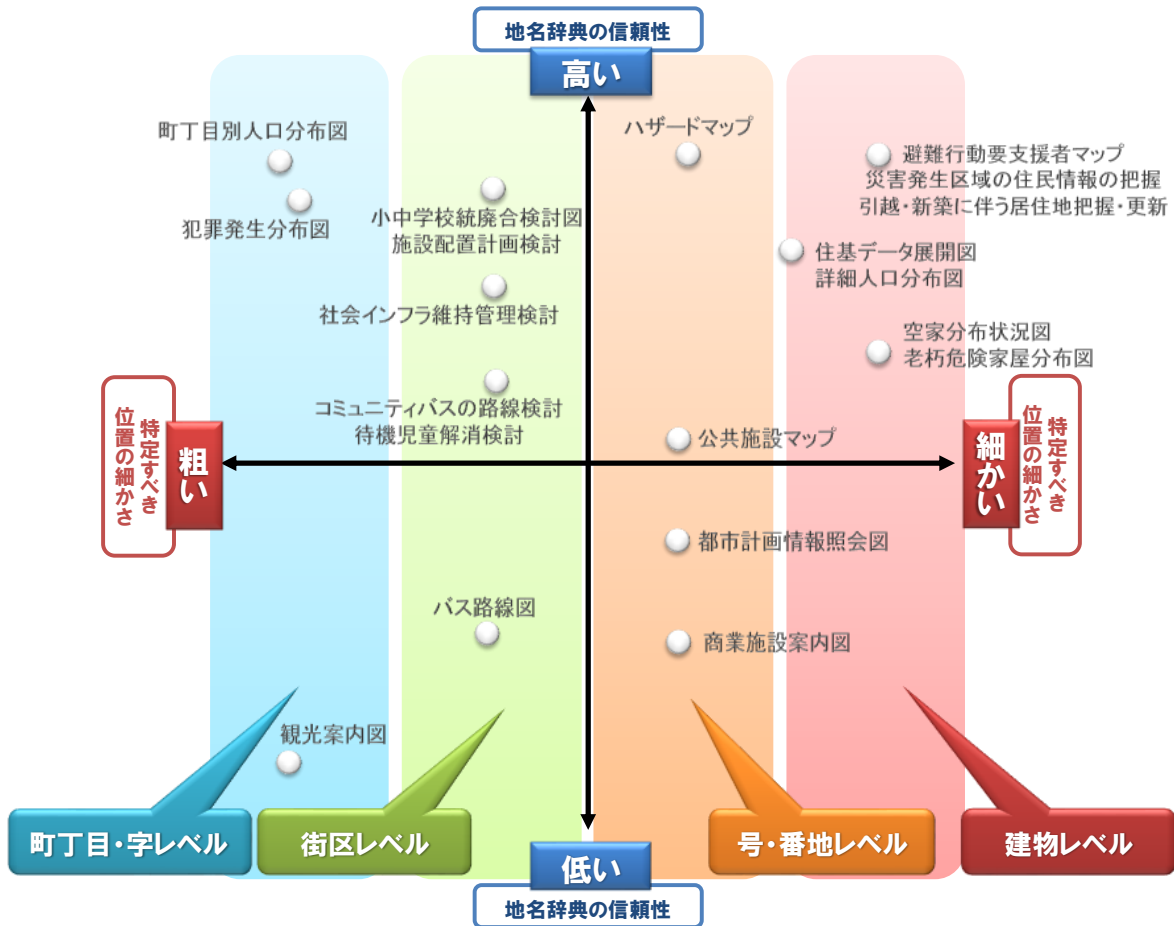 地名辞典の信頼性
高い
町丁目別人口分布図
犯罪発生分布図
小中学校統廃合検討図
施設配置計画検討
社会インフラ維持管理検討
コミュニティバスの路線検討
待機児童解消検討
ハザードマップ
避難行動要支援者マップ
災害発生区域の住民情報の把握
引越・新築に伴う居住地把握・更新
住基データ展開図
詳細人口分布図
空家分布状況図
老朽危険家屋分布図
公共施設マップ
特定すべき
位置の細かさ
粗い
細かい
特定すべき
位置の細かさ
都市計画情報照会図
バス路線図
商業施設案内図
観光案内図
町丁目・字レベル
街区レベル
号・番地レベル
建物レベル
低い
地名辞典の信頼性